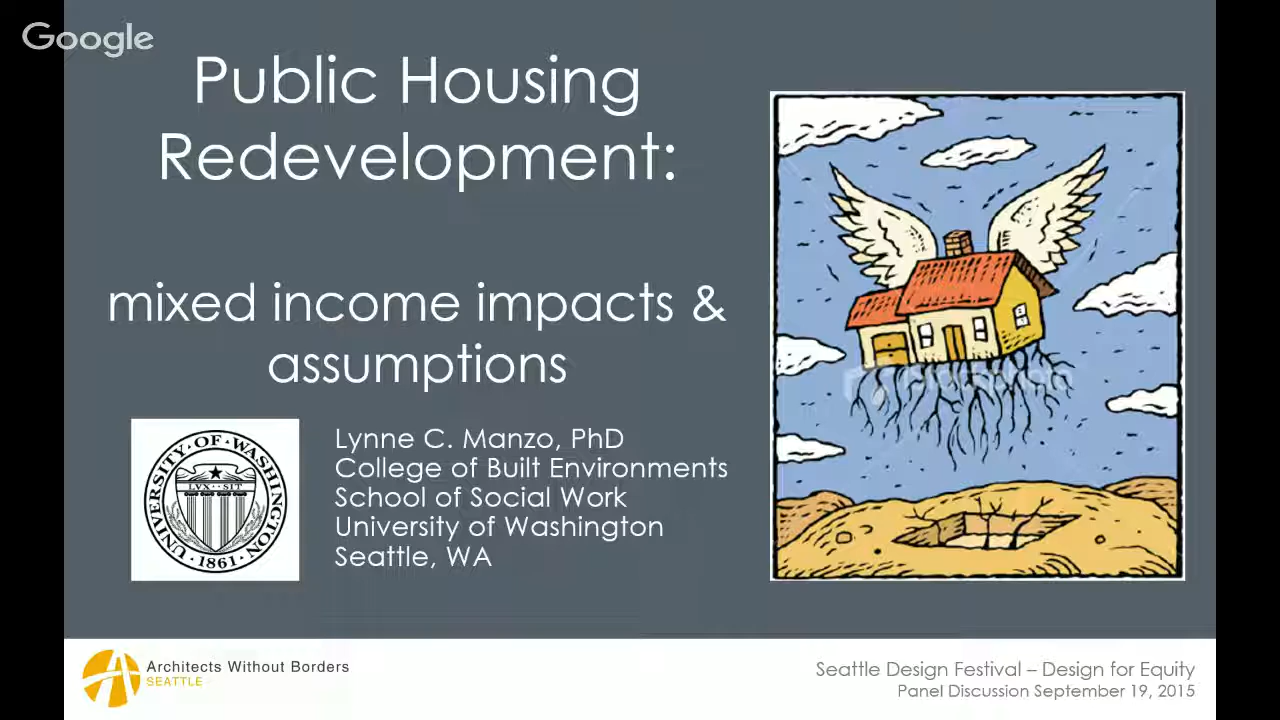 Google
Public Housing
Redevelopment:
mixed income impacts &
assumptions
UNIVERSITY · OF · WASHINGTON
LVX SIT
· 1861 ·
Lynne C. Manzo, PhD
College of Built Environments
School of Social Work
University of Washington
Seattle, WA
iStockphoto
Architects Without Borders
SEATTLE
Seattle Design Festival – Design for Equity
Panel Discussion September 19, 2015